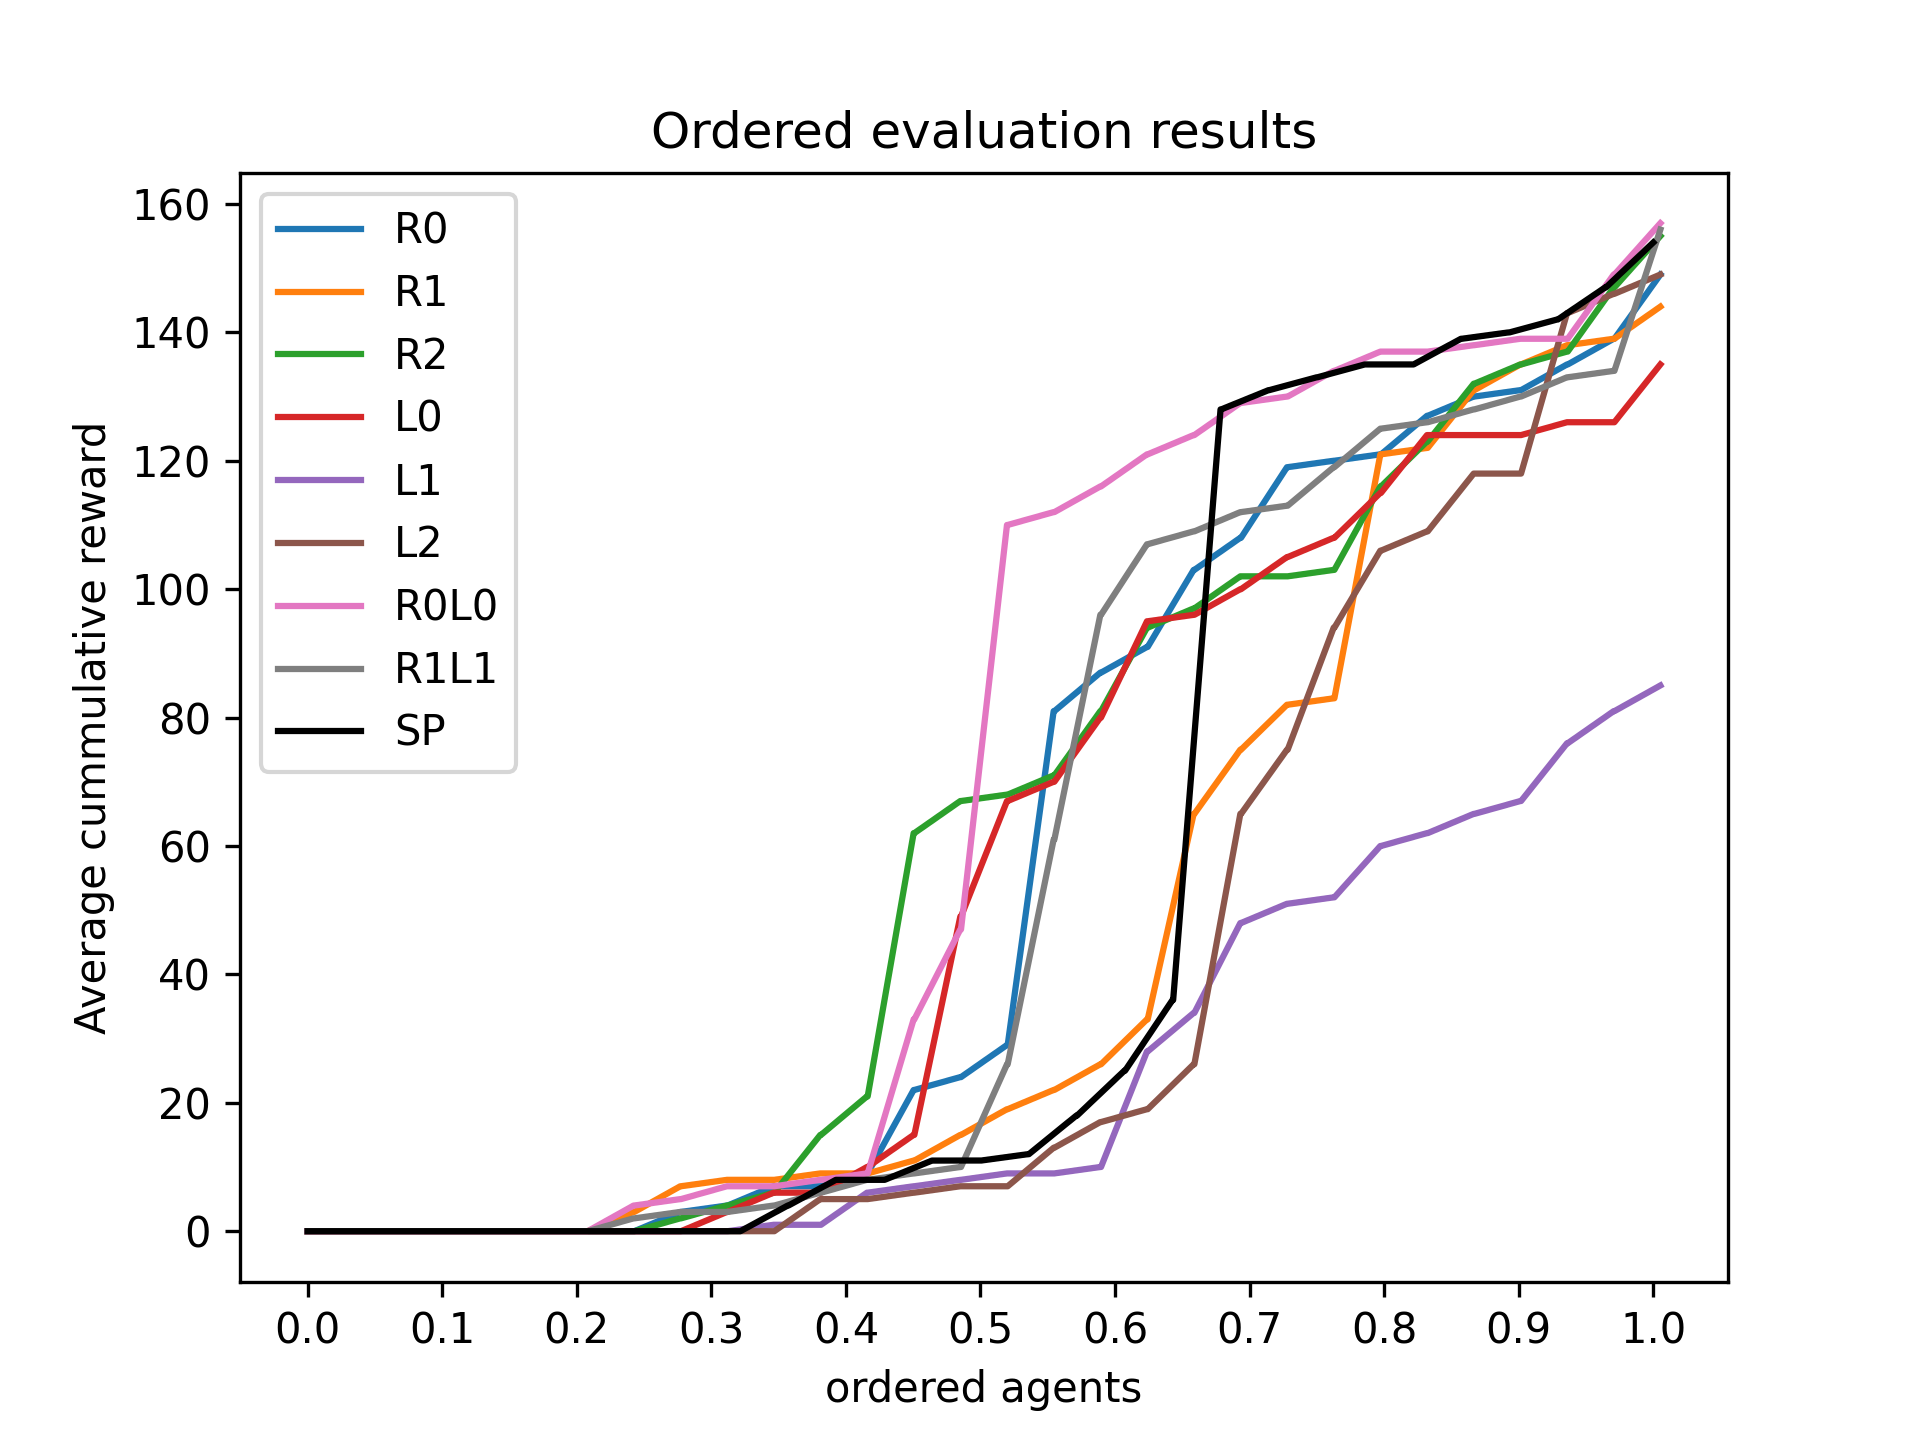 Ordered evaluation results
Average cummulative reward
160
140
120
100
80
60
40
20
0
R0
R1
R2
L0
L1
L2
R0L0
R1L1
SP
0.0 0.1 0.2 0.3 0.4 0.5 0.6 0.7 0.8 0.9 1.0
ordered agents